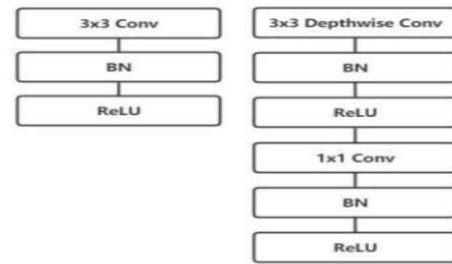 3x3 Conv
BN
ReLU
3x3 Depthwise Conv
BN
ReLU
1x1 Conv
BN
ReLU